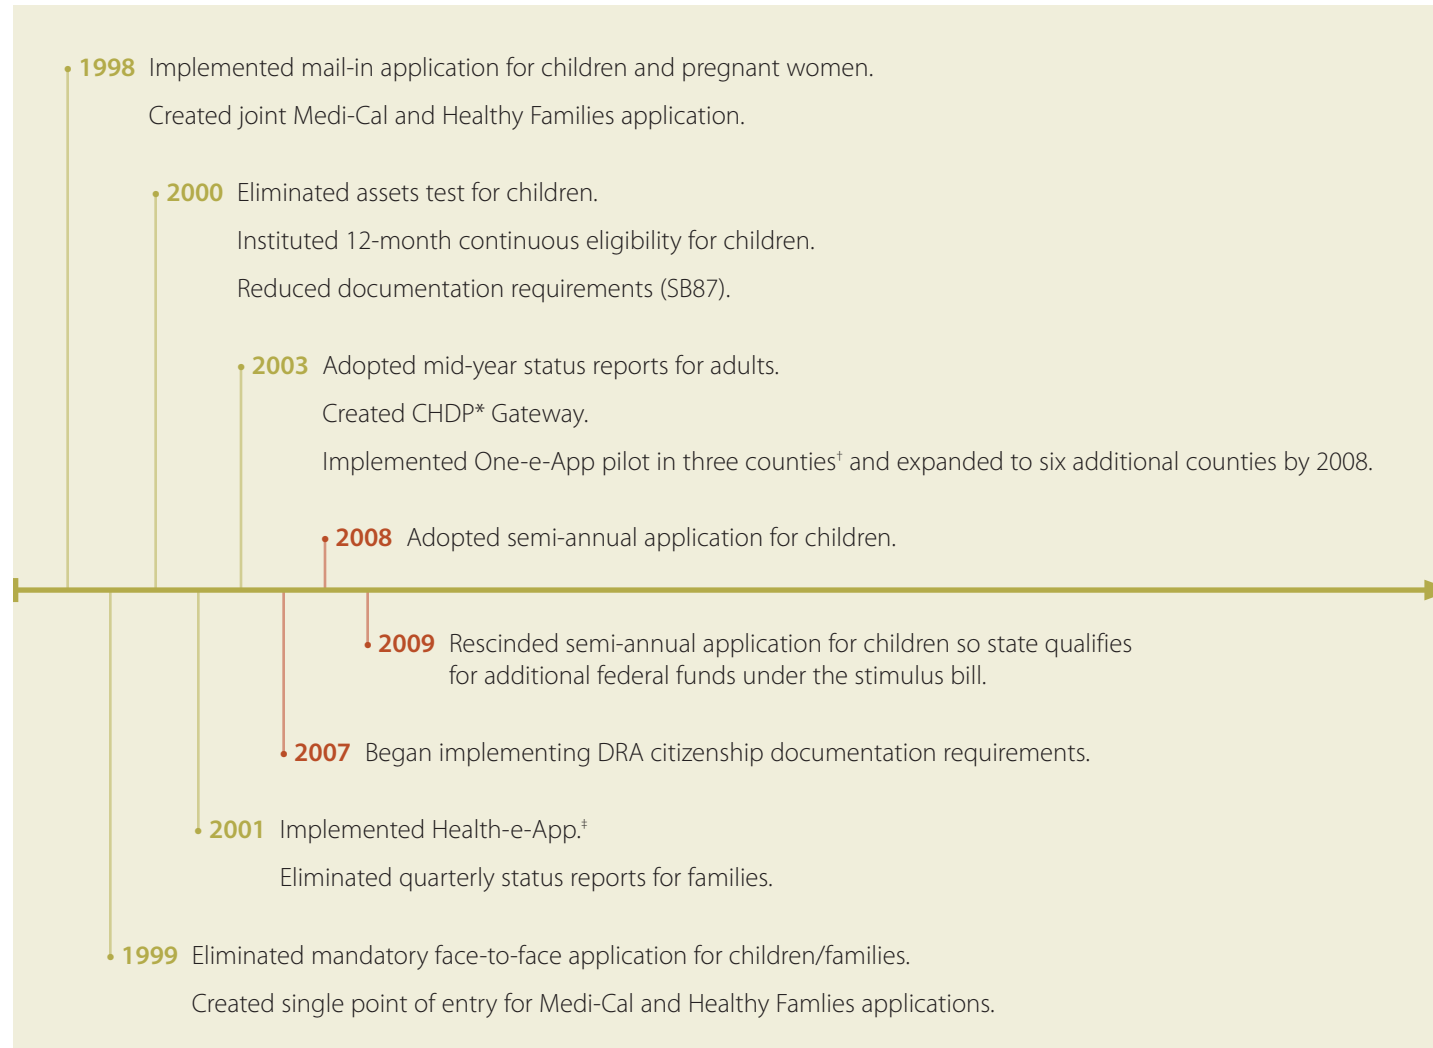 1998 Implemented mail-in application for children and pregnant women.
Created joint Medi-Cal and Healthy Families application.
2000 Eliminated assets test for children.
Instituted 12-month continuous eligibility for children.
Reduced documentation requirements (SB87).
2003 Adopted mid-year status reports for adults.
Created CHDP* Gateway.
Implemented One-e-App pilot in three counties† and expanded to six additional counties by 2008.
2008 Adopted semi-annual application for children.
2009 Rescinded semi-annual application for children so state qualifies
for additional federal funds under the stimulus bill.
2007 Began implementing DRA citizenship documentation requirements.
2001 Implemented Health-e-App.‡
Eliminated quarterly status reports for families.
1999 Eliminated mandatory face-to-face application for children/families.
Created single point of entry for Medi-Cal and Healthy Famlies applications.